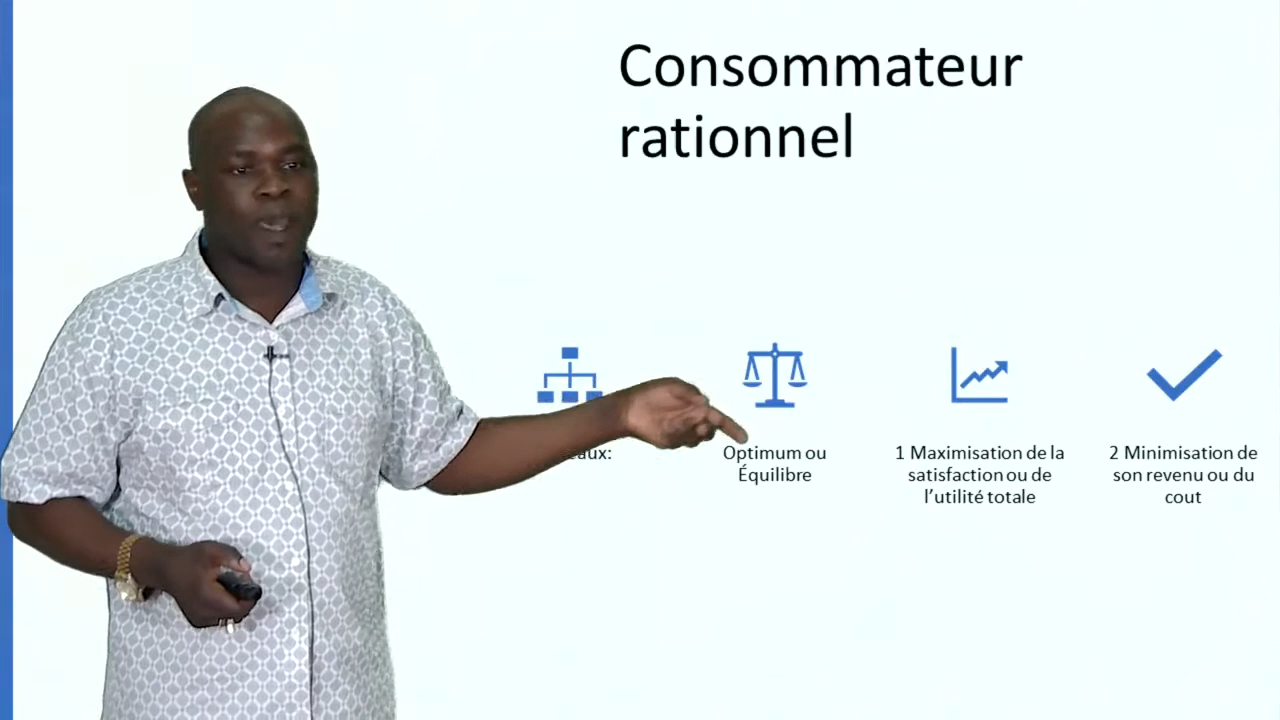 Consommateur
rationnel
Optimum ou
Équilibre
1 Maximisation de la
satisfaction ou de
l'utilité totale
2 Minimisation de
son revenu ou du
cout